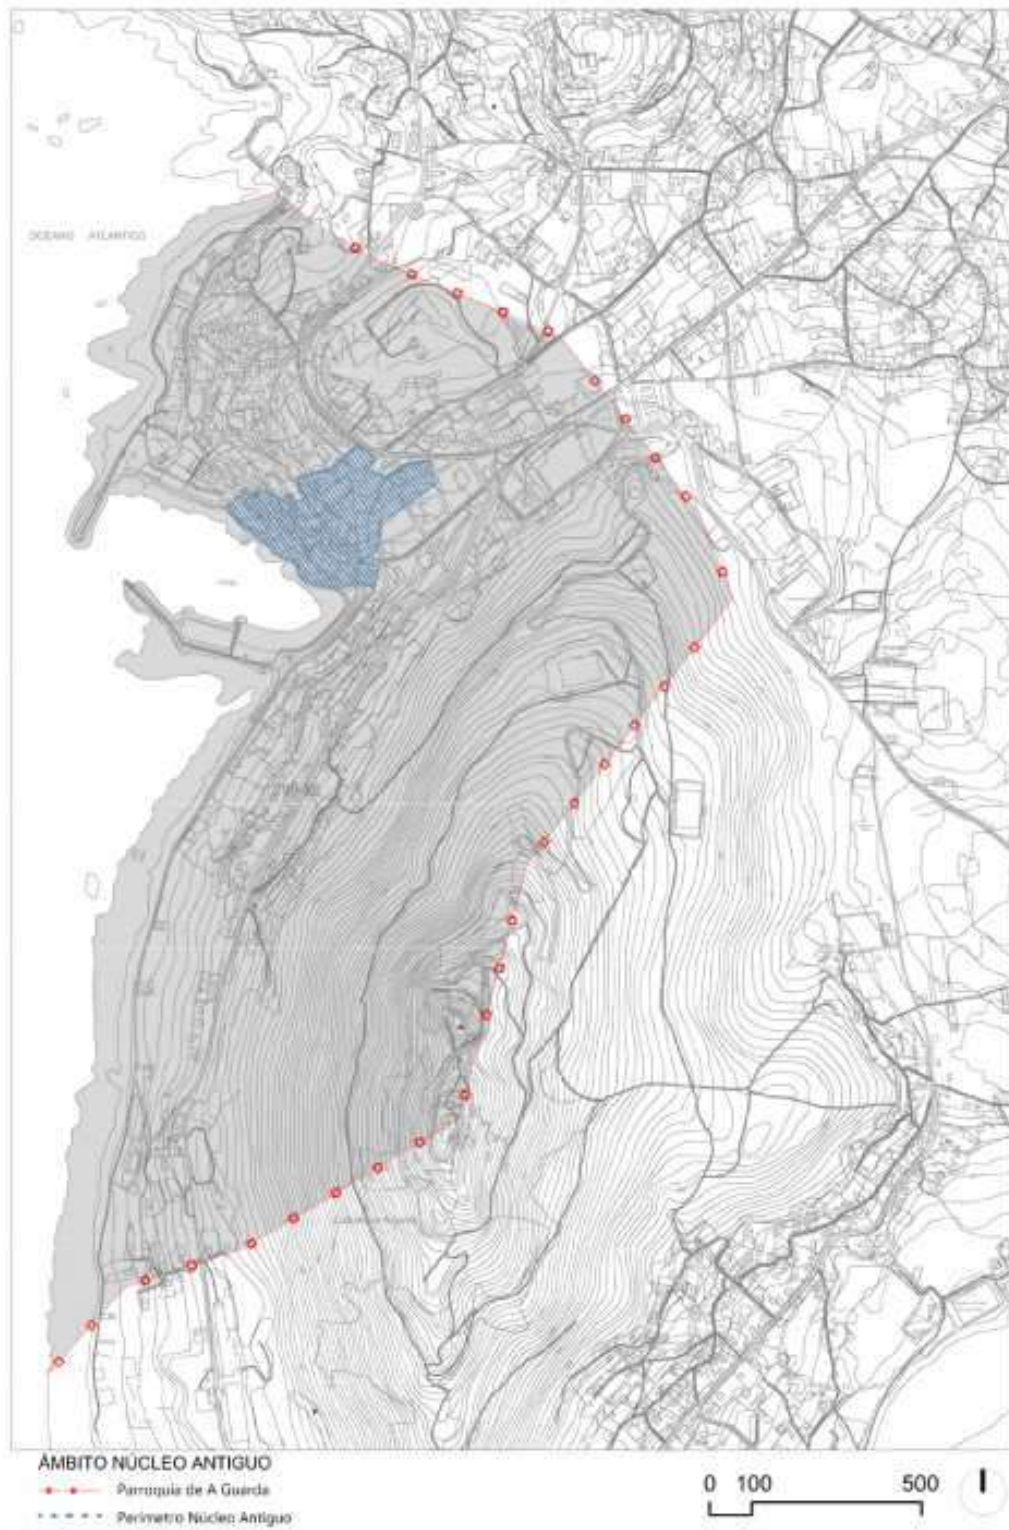 OCEANO ATLANTICO
ÁMBITO NÚCLEO ANTIGUO
Parroquia de A Guarda
Perímetro Núcleo Antiguo
0 100 500